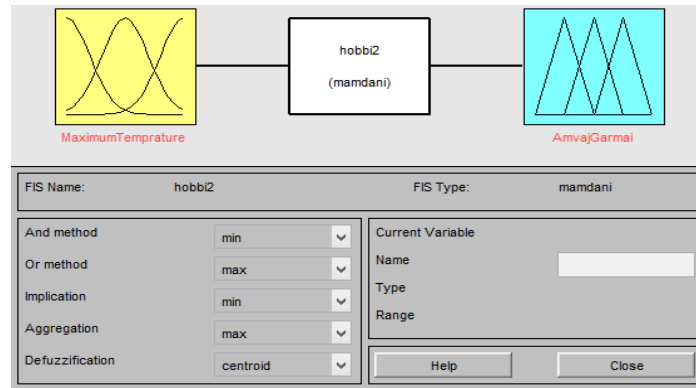 hobbi2
(mamdani)
MaximumTemprature
AmvajGarmai
FIS Name: hobbi2 FIS Type: mamdani
And method min
Or method max
Implication min
Aggregation max
Defuzzification centroid
Current Variable
Name
Type
Range
Help Close